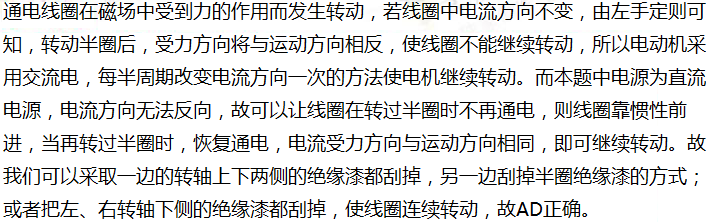 通电线圈在磁场中受到力的作用而发生转动，若线圈中电流方向不变，由左手定则可
知，转动半圈后，受力方向将与运动方向相反，使线圈不能继续转动，所以电动机采
用交流电，每半周期改变电流方向一次的方法使电机继续转动。而本题中电源为直流
电源，电流方向无法反向，故可以让线圈在转过半圈时不再通电，则线圈靠惯性前
进，当再转过半圈时，恢复通电，电流受力方向与运动方向相同，即可继续转动。故
我们可以采取一边的转轴上下两侧的绝缘漆都刮掉，另一边刮掉半圈绝缘漆的方式；
或者把左、右转轴下侧的绝缘漆都刮掉，使线圈连续转动，故AD正确。